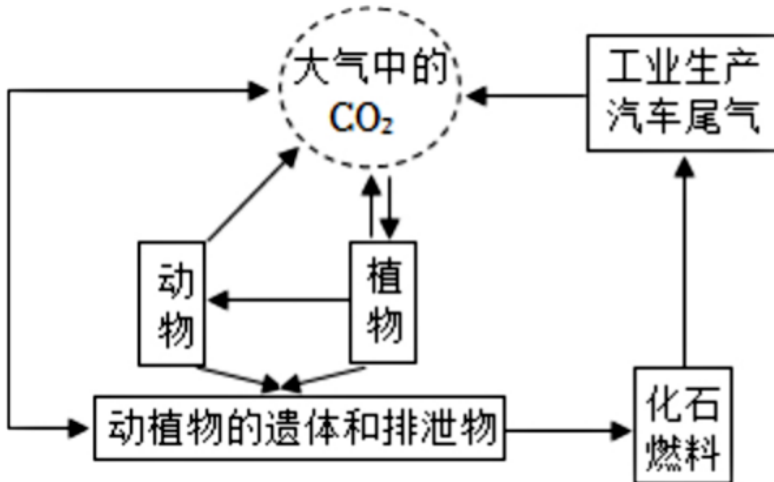 大气中的
CO₂
工业生产
汽车尾气
动
物
植
物
动植物的遗体和排泄物
化石
燃料